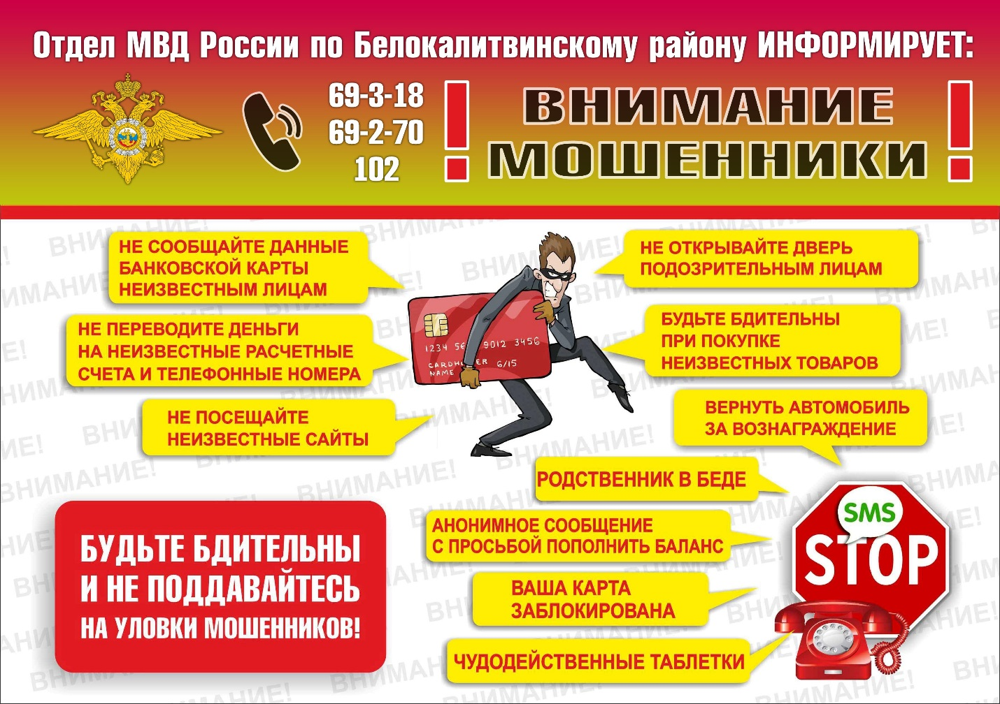 Отдел МВД России по Белокалитвинскому району ИНФОРМИРУЕТ:
69-3-18
69-2-70
102
! ВНИМАНИЕ !
МОШЕННИКИ
НЕ СООБЩАЙТЕ ДАННЫЕ
БАНКОВСКОЙ КАРТЫ
НЕИЗВЕСТНЫМ ЛИЦАМ
НЕ ПЕРЕВОДИТЕ ДЕНЬГИ
НА НЕИЗВЕСТНЫЕ РАСЧЕТНЫЕ
СЧЕТА И ТЕЛЕФОННЫЕ НОМЕРА
НЕ ПОСЕЩАЙТЕ
НЕИЗВЕСТНЫЕ САЙТЫ
1234 56 9012 3456
CARDHOLDER 6/15
NAME
НЕ ОТКРЫВАЙТЕ ДВЕРЬ
ПОДОЗРИТЕЛЬНЫМ ЛИЦАМ
БУДЬТЕ БДИТЕЛЬНЫ
ПРИ ПОКУПКЕ
НЕИЗВЕСТНЫХ ТОВАРОВ
ВЕРНУТЬ АВТОМОБИЛЬ
ЗА ВОЗНАГРАЖДЕНИЕ
РОДСТВЕННИК В БЕДЕ
АНОНИМНОЕ СООБЩЕНИЕ
С ПРОСЬБОЙ ПОПОЛНИТЬ БАЛАНС
ВАША КАРТА
ЗАБЛОКИРОВАНА
ЧУДОДЕЙСТВЕННЫЕ ТАБЛЕТКИ
SMS
STOP
БУДЬТЕ БДИТЕЛЬНЫ
И НЕ ПОДДАВАЙТЕСЬ
НА УЛОВКИ МОШЕННИКОВ!
ВНИМАНИЕ!